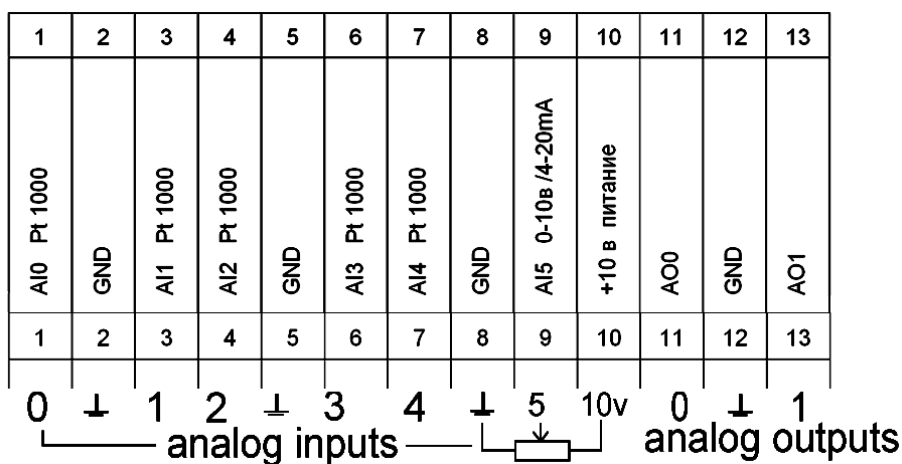 1 2 3 4 5 6 7 8 9 10 11 12 13
AI0 Pt 1000
GND
AI1 Pt 1000
AI2 Pt 1000
GND
AI3 Pt 1000
AI4 Pt 1000
GND
AI5 0-10в /4-20mA
+10 в питание
AO0
GND
AO1
1 2 3 4 5 6 7 8 9 10 11 12 13
0 1 2 3 4 5 10v 0 1
analog inputs analog outputs